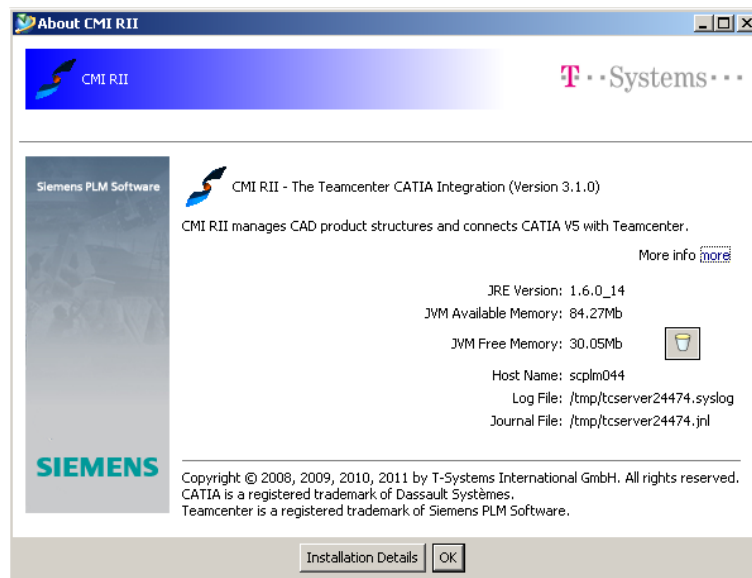 About CMI RII
CMI RII
T··Systems···
Siemens PLM Software
CMI RII - The Teamcenter CATIA Integration (Version 3.1.0)
CMI RII manages CAD product structures and connects CATIA V5 with Teamcenter.
More info more
JRE Version: 1.6.0_14
JVM Available Memory: 84.27Mb
JVM Free Memory: 30.05Mb
Host Name: scplm044
Log File: /tmp/tcserver24474.syslog
Journal File: /tmp/tcserver24474.jnl
SIEMENS
Copyright © 2008, 2009, 2010, 2011 by T-Systems International GmbH. All rights reserved.
CATIA is a registered trademark of Dassault Systèmes.
Teamcenter is a registered trademark of Siemens PLM Software.
Installation Details OK